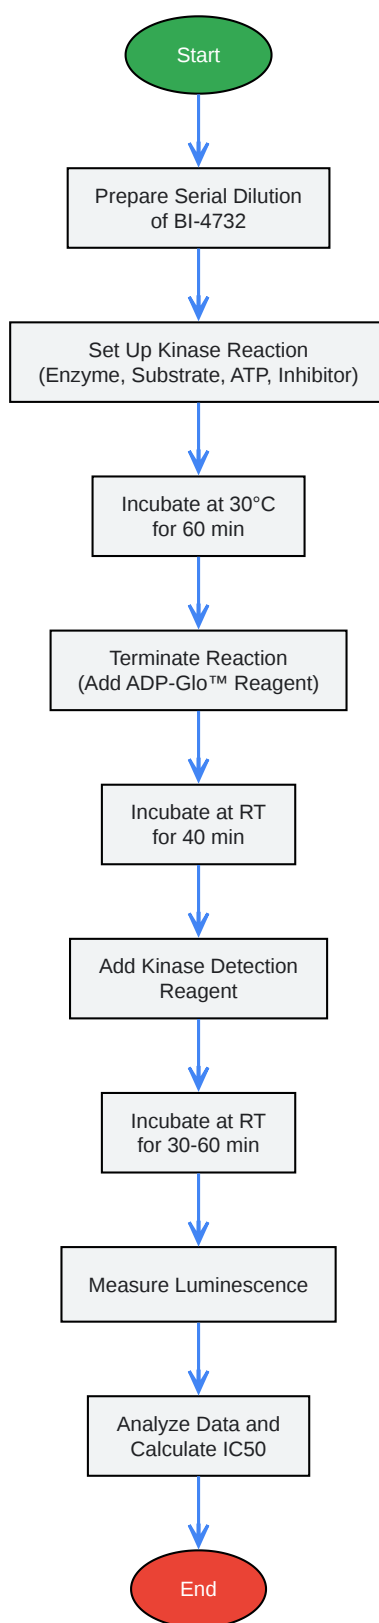 Start
Prepare Serial Dilution
of BI-4732
Set Up Kinase Reaction
(Enzyme, Substrate, ATP, Inhibitor)
Incubate at 30°C
for 60 min
Terminate Reaction
(Add ADP-Glo™ Reagent)
Incubate at RT
for 40 min
Add Kinase Detection
Reagent
Incubate at RT
for 30-60 min
Measure Luminescence
Analyze Data and
Calculate IC50
End